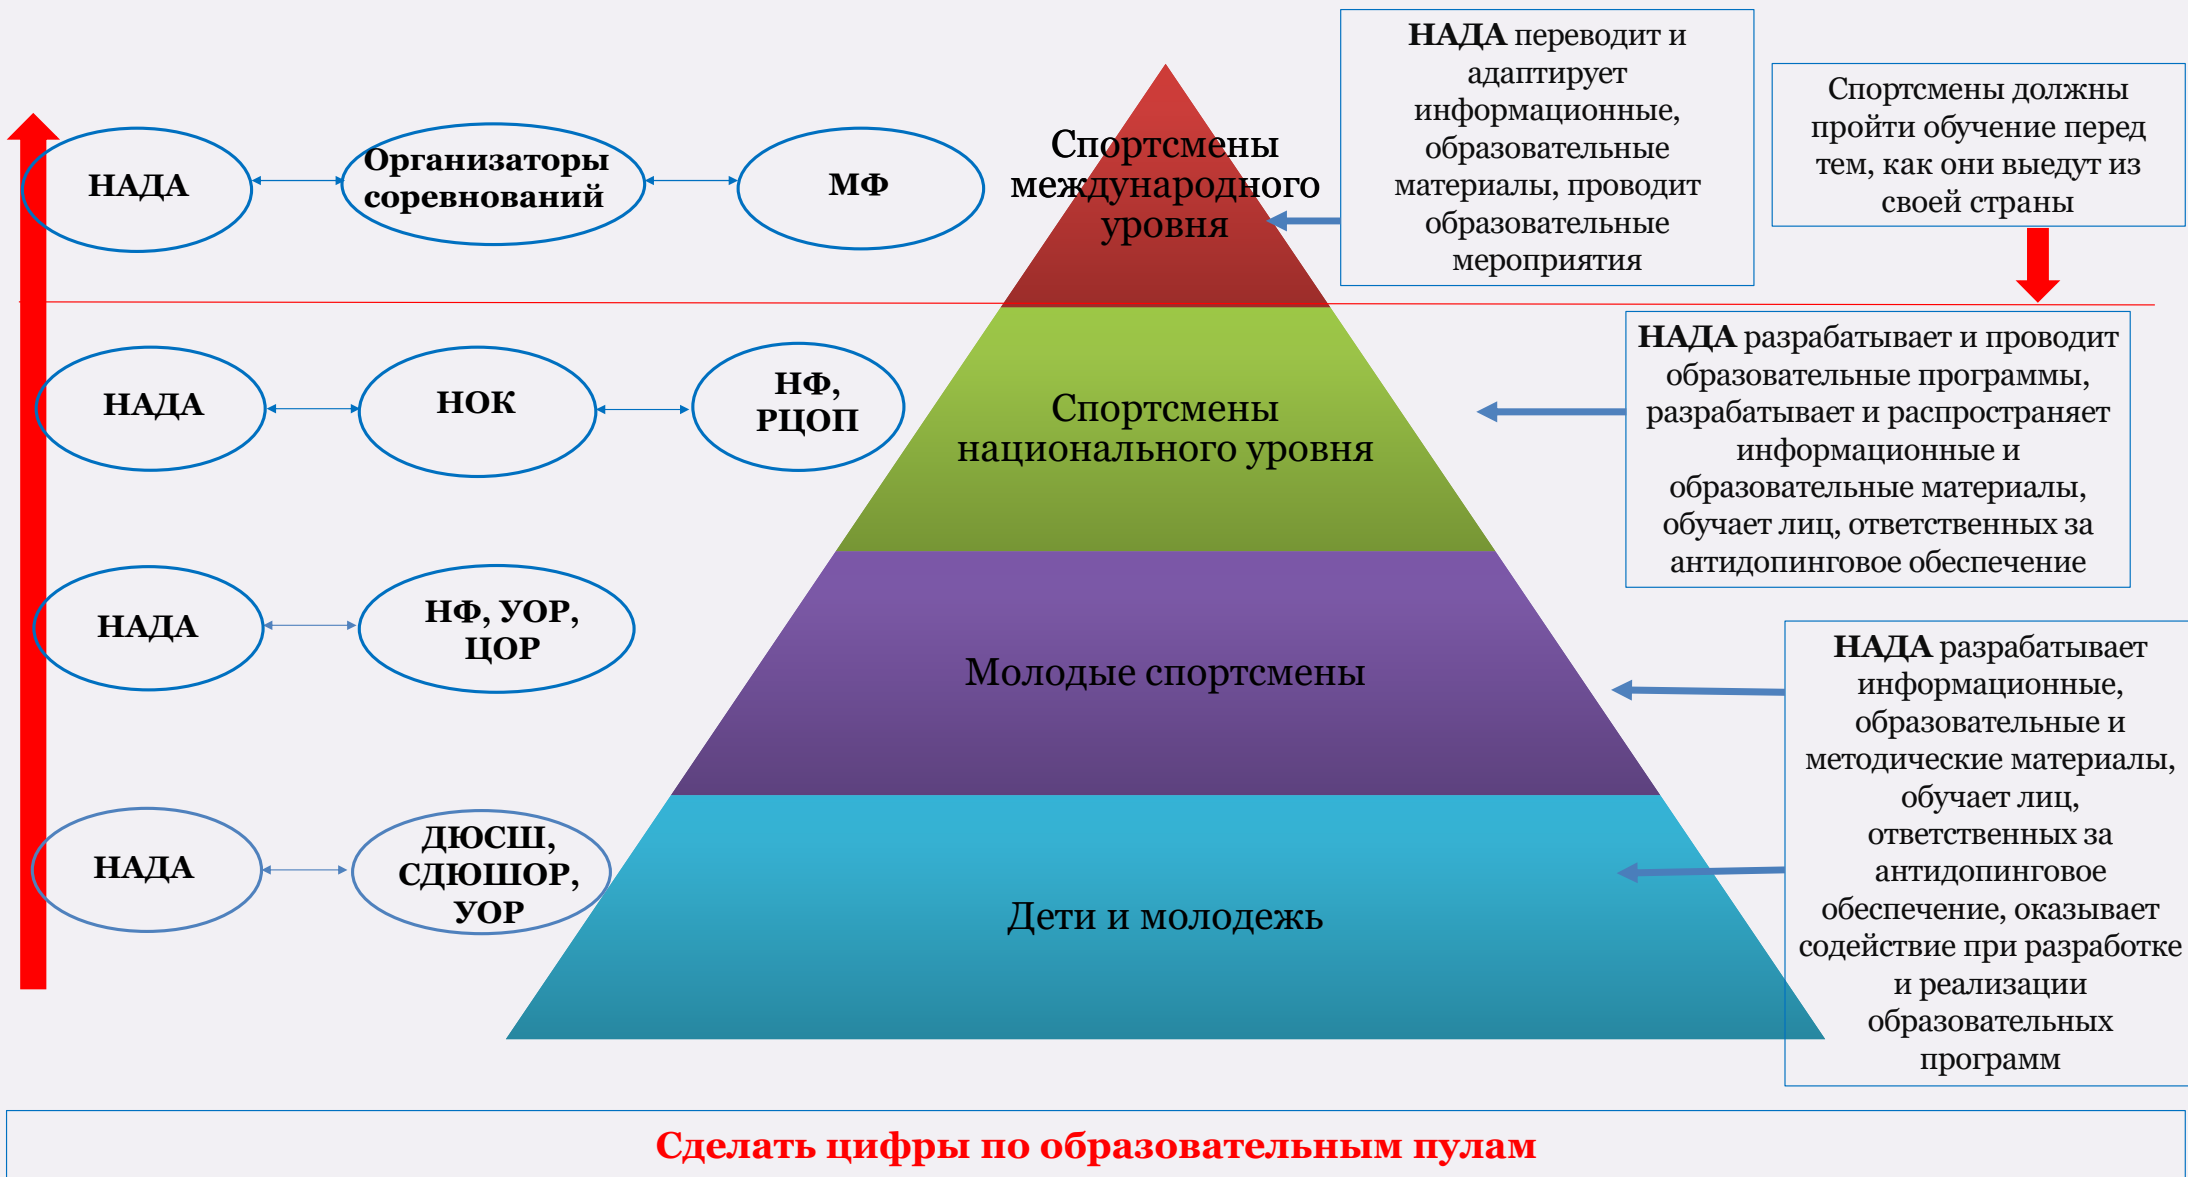 НАДА
Организаторы
соревнований
МФ
Спортсмены
международного
уровня
НАДА переводит и
адаптирует
информационные,
образовательные
материалы, проводит
образовательные
мероприятия
Спортсмены должны
пройти обучение перед
тем, как они выедут из
своей страны
НАДА
НОК
НФ,
РЦОП
Спортсмены
национального уровня
НАДА разрабатывает и проводит
образовательные программы,
разрабатывает и распространяет
информационные и
образовательные материалы,
обучает лиц, ответственных за
антидопинговое обеспечение
НАДА
НФ, УОР,
ЦОР
Молодые спортсмены
НАДА разрабатывает
информационные,
образовательные и
методические материалы,
обучает лиц,
ответственных за
антидопинговое
обеспечение, оказывает
содействие при разработке
и реализации
образовательных
программ
НАДА
ДЮСШ,
СДЮШОР,
УОР
Дети и молодежь
Сделать цифры по образовательным пулам